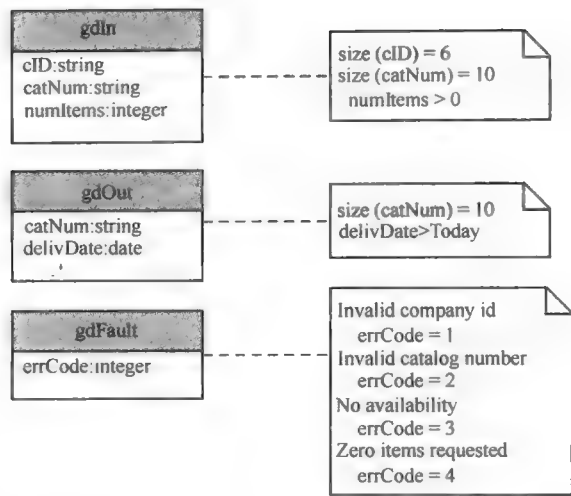 gdIn
cID:string
catNum:string
numItems:integer
size (cID) = 6
size (catNum) = 10
numItems > 0
gdOut
catNum:string
delivDate:date
size (catNum) = 10
delivDate>Today
gdFault
errCode:integer
Invalid company id
errCode = 1
Invalid catalog number
errCode = 2
No availability
errCode = 3
Zero items requested
errCode = 4